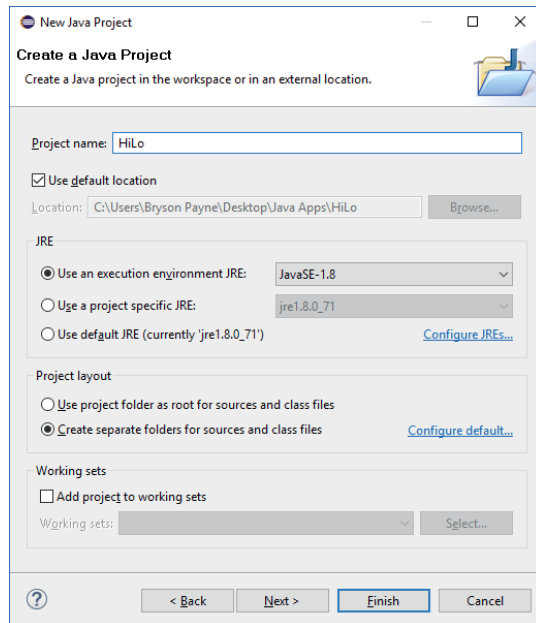 New Java Project
Create a Java Project
Create a Java project in the workspace or in an external location.
Project name: HiLo
Use default location
Location: C:\Users\Bryson Payne\Desktop\Java Apps\HiLo Browse...
JRE
Use an execution environment JRE: JavaSE-1.8
Use a project specific JRE: jre1.8.0_71
Use default JRE (currently 'jre1.8.0_71') Configure JREs...
Project layout
Use project folder as root for sources and class files
Create separate folders for sources and class files Configure default...
Working sets
Add project to working sets
Working sets: Select...
? < Back Next > Finish Cancel